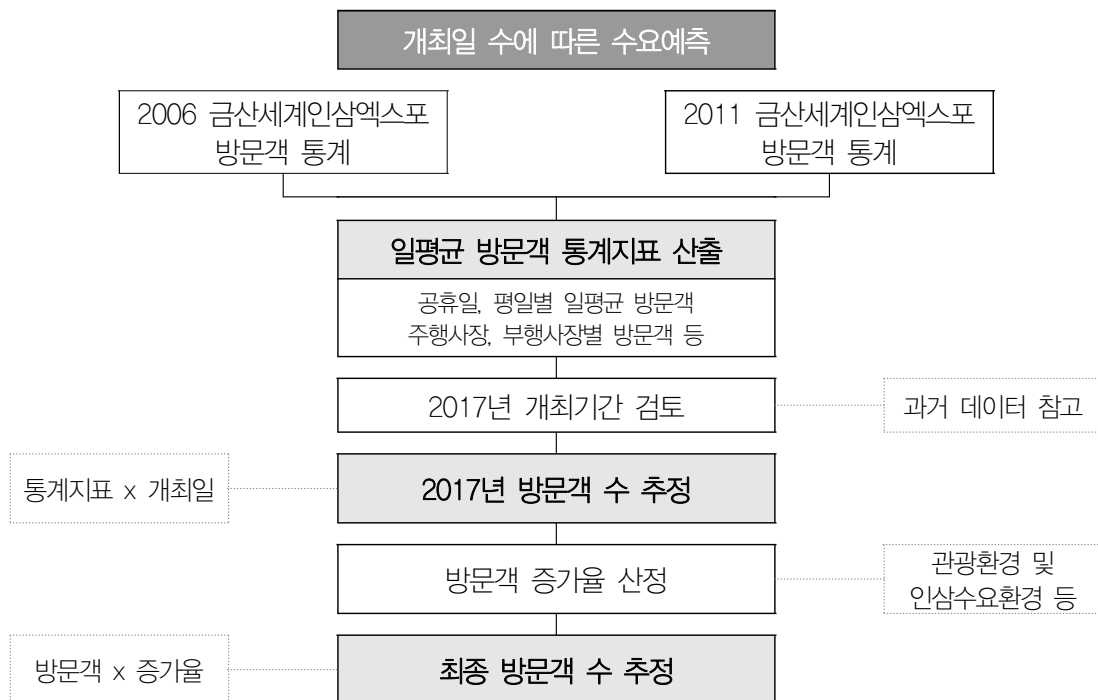 개최일 수에 따른 수요예측
2006 금산세계인삼엑스포
방문객 통계
2011 금산세계인삼엑스포
방문객 통계
일평균 방문객 통계지표 산출
공휴일, 평일별 일평균 방문객
주행사장, 부행사장별 방문객 등
2017년 개최기간 검토
과거 데이터 참고
통계지표 x 개최일
2017년 방문객 수 추정
방문객 증가율 산정
관광환경 및
인삼수요환경 등
방문객 x 증가율
최종 방문객 수 추정